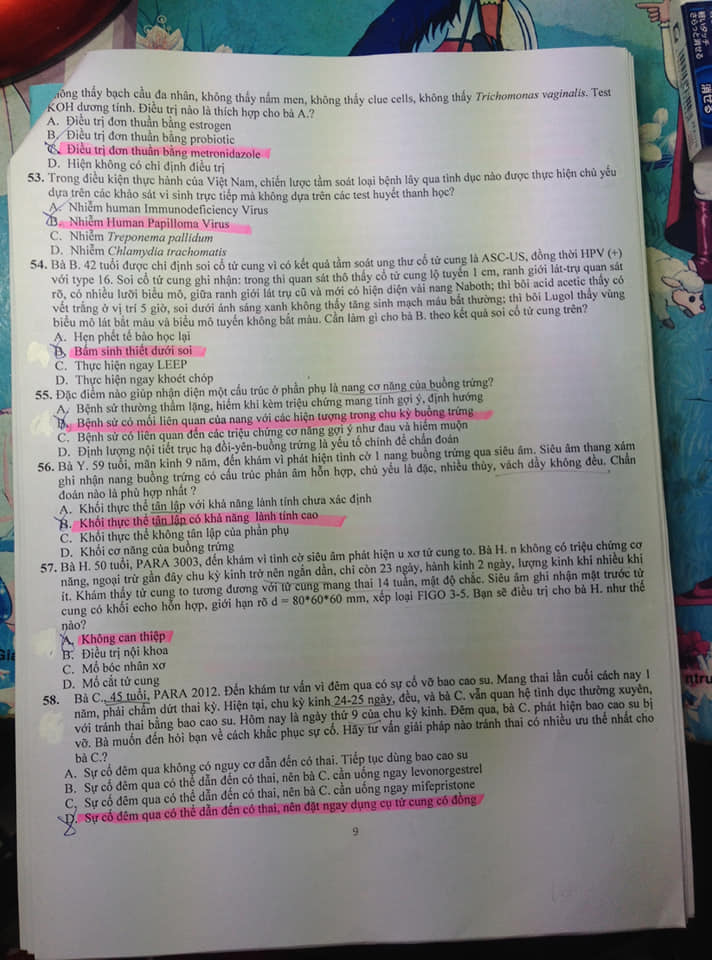 không thấy bạch cầu đa nhân, không thấy nấm men, không thấy clue cells, không thấy Trichomonas vaginalis. Test
KOH dương tính. Điều trị nào là thích hợp cho bà A.?
A. Điều trị đơn thuần bằng estrogen
B. Điều trị đơn thuần bằng probiotic
C. Điều trị đơn thuần bằng metronidazole
D. Hiện không có chỉ định điều trị
53. Trong điều kiện thực hành của Việt Nam, chiến lược tầm soát loại bệnh lây qua tình dục nào được thực hiện chủ yếu
dựa trên các khảo sát vi sinh trực tiếp mà không dựa trên các test huyết thanh học?
A. Nhiễm human Immunodeficiency Virus
B. Nhiễm Human Papilloma Virus
C. Nhiễm Treponema pallidum
D. Nhiễm Chlamydia trachomatis
54. Bà B. 42 tuổi được chỉ định soi cổ tử cung vì có kết quả tầm soát ung thư cổ tử cung là ASC-US, đồng thời HPV (+)
với type 16. Soi cổ tử cung ghi nhận: trong thì quan sát thô thấy cổ tử cung lộ tuyến 1 cm, ranh giới lát-trụ quan sát
rõ, có nhiều lưỡi biểu mô, giữa ranh giới lát trụ cũ và mới có hiện diện vài nang Naboth; thì bôi acid acetic thấy có
vết trắng ở vị trí 5 giờ, soi dưới ánh sáng xanh không thấy tăng sinh mạch máu bất thường; thì bôi Lugol thấy vùng
biểu mô lát bắt màu và biểu mô tuyến không bắt màu. Cần làm gì cho bà B. theo kết quả soi cổ tử cung trên?
A. Hẹn phết tế bào học lại
B. Bấm sinh thiết dưới soi
C. Thực hiện ngay LEEP
D. Thực hiện ngay khoét chóp
55. Đặc điểm nào giúp nhận diện một cấu trúc ở phần phụ là nang cơ năng của buồng trứng?
A. Bệnh sử thường thầm lặng, hiếm khi kèm triệu chứng mang tính gợi ý, định hướng
B. Bệnh sử có mối liên quan của nang với các hiện tượng trong chu kỳ buồng trứng
C. Bệnh sử có liên quan đến các triệu chứng cơ năng gợi ý như đau và hiếm muộn
D. Định lượng nội tiết trục hạ đồi-yên-buồng trứng là yếu tố chính để chẩn đoán
56. Bà Y. 59 tuổi, mãn kinh 9 năm, đến khám vì phát hiện tình cờ 1 nang buồng trứng qua siêu âm. Siêu âm thang xám
ghi nhận nang buồng trứng có cấu trúc phản âm hỗn hợp, chủ yếu là đặc, nhiều thùy, vách dầy không đều. Chẩn
đoán nào là phù hợp nhất ?
A. Khối thực thể tân lập với khả năng lành tính chưa xác định
B. Khối thực thể tân lập có khả năng lành tính cao
C. Khối thực thể không tân lập của phần phụ
D. Khối cơ năng của buồng trứng
57. Bà H. 50 tuổi, PARA 3003, đến khám vì tình cờ siêu âm phát hiện u xơ tử cung to. Bà H. n không có triệu chứng cơ
năng, ngoại trừ gần đây chu kỳ kinh trở nên ngắn dần, chỉ còn 23 ngày, hành kinh 2 ngày, lượng kinh khi nhiều khi
ít. Khám thấy tử cung to tương đương với tử cung mang thai 14 tuần, mật độ chắc. Siêu âm ghi nhận mặt trước tử
cung có khối echo hỗn hợp, giới hạn rõ d = 80*60*60 mm, xếp loại FIGO 3-5. Bạn sẽ điều trị cho bà H. như thế
nào?
A. Không can thiệp
B. Điều trị nội khoa
C. Mổ bóc nhân xơ
D. Mổ cắt tử cung
58. Bà C., 45 tuổi, PARA 2012. Đến khám tư vấn vì đêm qua có sự cố vỡ bao cao su. Mang thai lần cuối cách nay 1
năm, phải chấm dứt thai kỳ. Hiện tại, chu kỳ kinh 24-25 ngày, đều, và bà C. vẫn quan hệ tình dục thường xuyên,
với tránh thai bằng bao cao su. Hôm nay là ngày thứ 9 của chu kỳ kinh. Đêm qua, bà C. phát hiện bao cao su bị
vỡ. Bà muốn đến hỏi bạn về cách khắc phục sự cố. Hãy tư vấn giải pháp nào tránh thai có nhiều ưu thế nhất cho
bà C.?
A. Sự cố đêm qua không có nguy cơ dẫn đến có thai. Tiếp tục dùng bao cao su
B. Sự cố đêm qua có thể dẫn đến có thai, nên bà C. cần uống ngay levonorgestrel
C. Sự cố đêm qua có thể dẫn đến có thai, nên bà C. cần uống ngay mifepristone
D. Sự cố đêm qua có thể dẫn đến có thai, nên đặt ngay dụng cụ tử cung có đồng
9